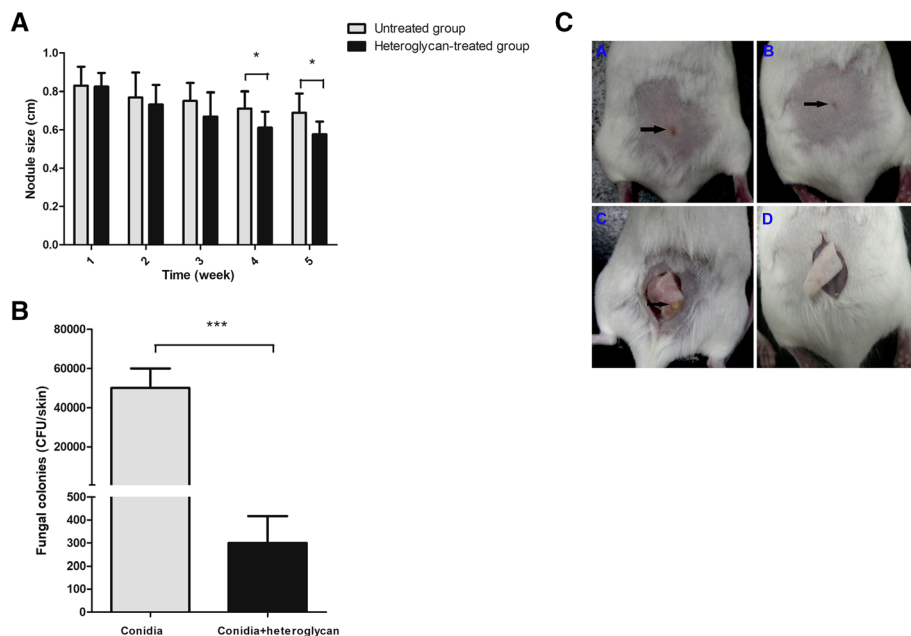 A
Untreated group
Heteroglycan-treated group
Nodule size (cm)
1.0
0.8
0.6
0.4
0.2
0.0
*
*
1 2 3 4 5
Time (week)
B
Fungal colonies (CFU/skin)
80000
60000
40000
20000
500
400
300
200
100
0
***
Conidia Conidia+heteroglycan
C
A B
C D